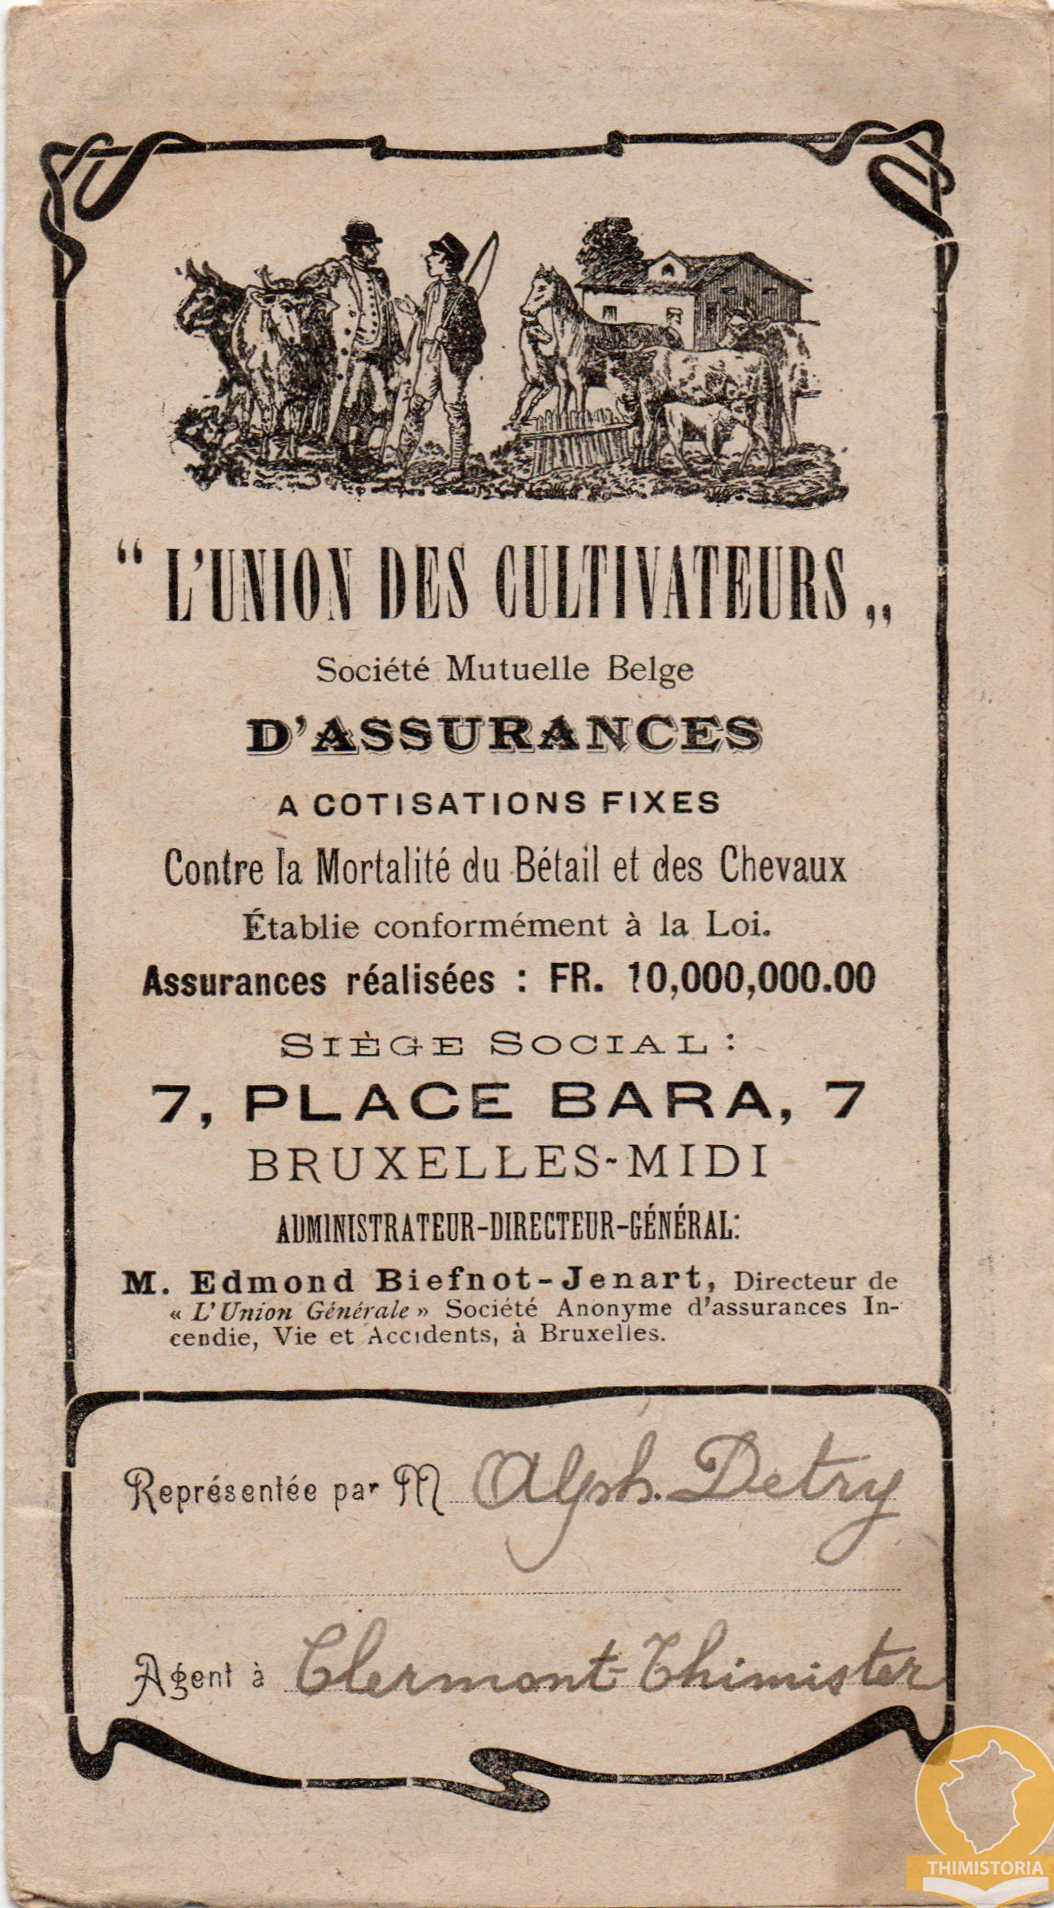 “ L'UNION DES CULTIVATEURS „
Société Mutuelle Belge
D'ASSURANCES
A COTISATIONS FIXES
Contre la Mortalité du Bétail et des Chevaux
Établie conformément à la Loi.
Assurances réalisées : FR. 10,000,000.00
SIÈGE SOCIAL :
7, PLACE BARA, 7
BRUXELLES-MIDI
ADMINISTRATEUR-DIRECTEUR-GÉNÉRAL:
M. Edmond Biefnot-Jenart, Directeur de
« L'Union Générale » Société Anonyme d'assurances In-
cendie, Vie et Accidents, à Bruxelles.
Représentée par M Alph. Detry
Agent à Clermont-Thimister
THIMISTORIA